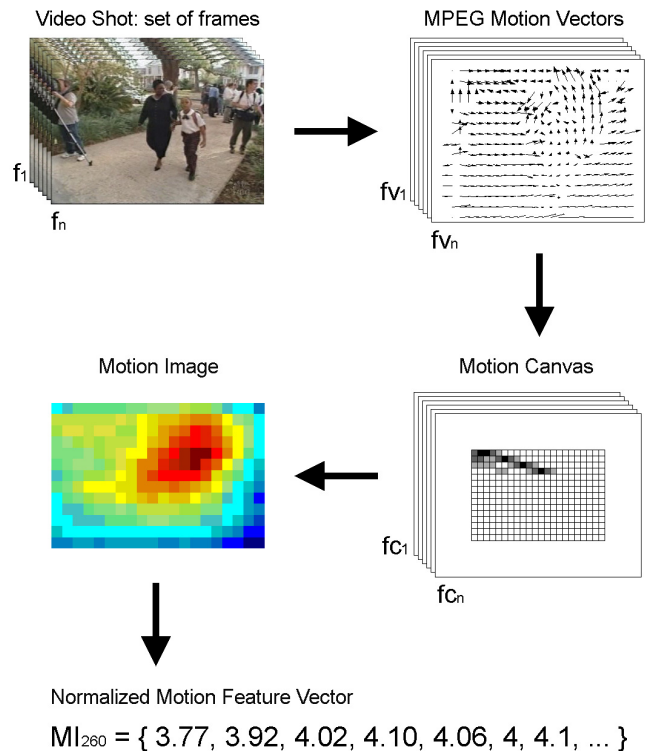 Video Shot: set of frames
MPEG Motion Vectors
f1
fn
fv1
fvn
Motion Image
Motion Canvas
fc1
fcn
Normalized Motion Feature Vector
MI260 = { 3.77, 3.92, 4.02, 4.10, 4.06, 4, 4.1, ... }